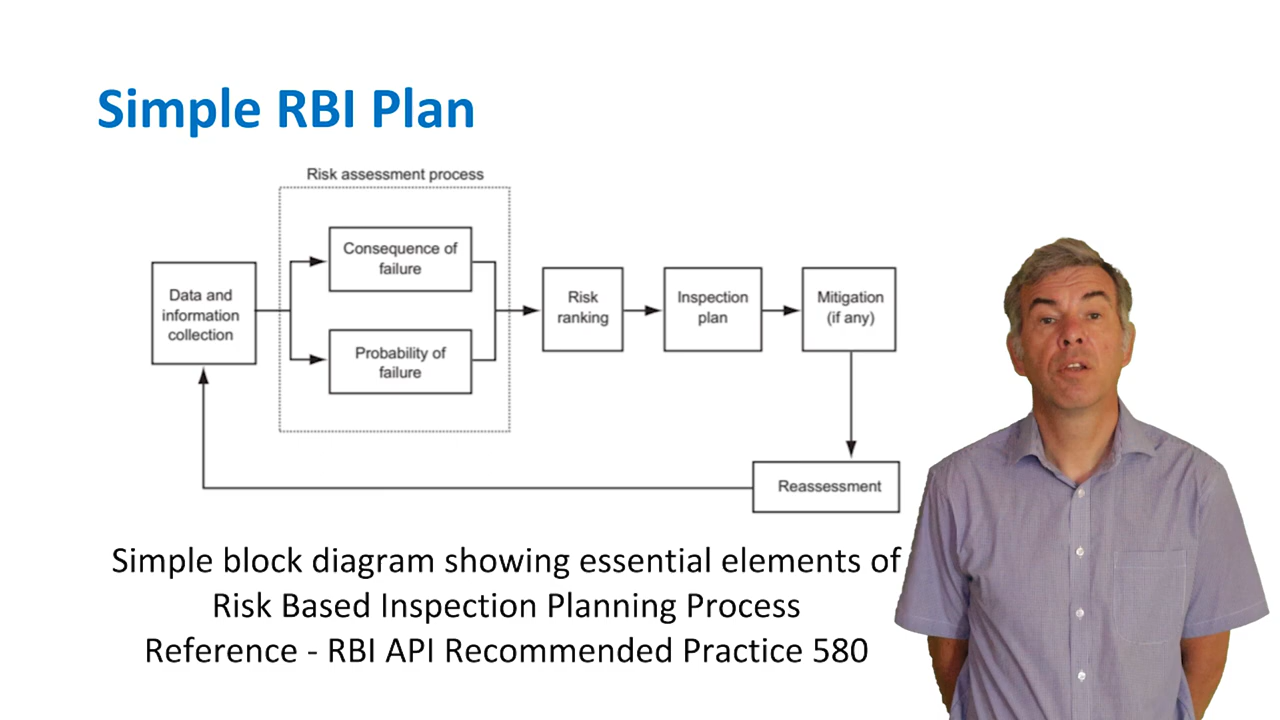 Simple RBI Plan
Risk assessment process
Consequence of
failure
Data and
information
collection
Probability of
failure
Risk
ranking
Inspection
plan
Mitigation
(if any)
Reassessment
Simple block diagram showing essential elements of
Risk Based Inspection Planning Process
Reference - RBI API Recommended Practice 580